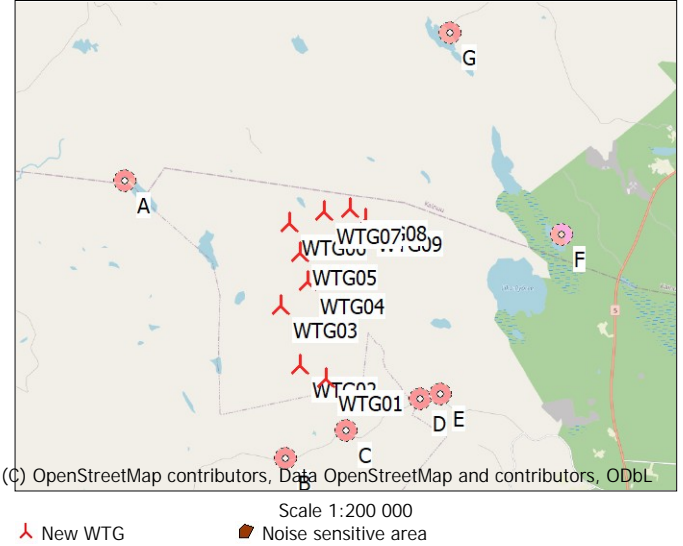 G
A
WTG07
F
WTG05
WTG04
WTG03
WTG01
D
E
C
B
(C) OpenStreetMap contributors, Data OpenStreetMap and contributors, ODbL
Scale 1:200 000
New WTG
Noise sensitive area